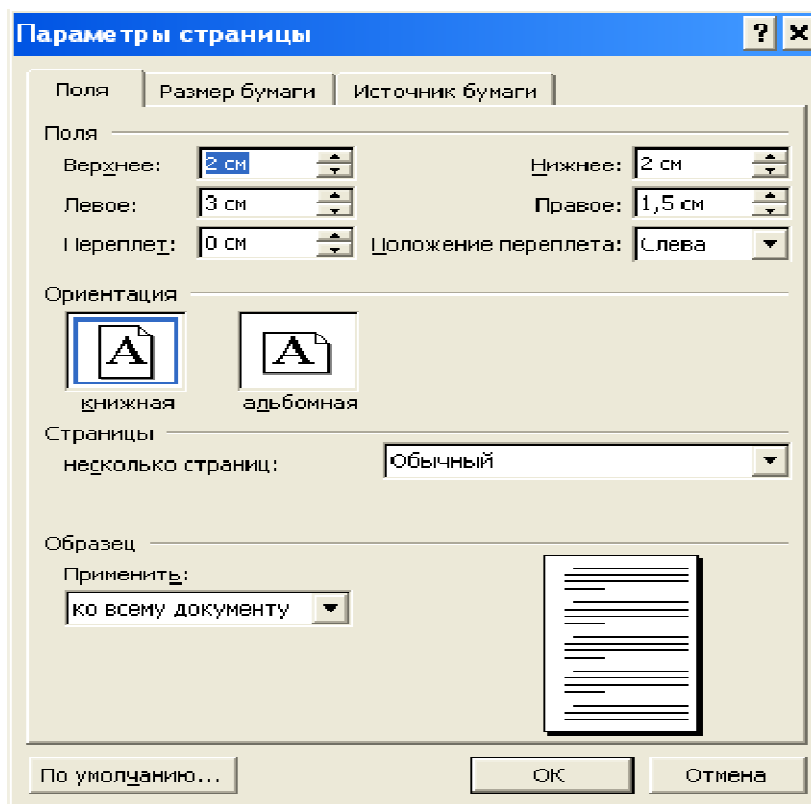 Параметры страницы
Поля Размер бумаги Источник бумаги
Поля
Верхнее: 2 см Нижнее: 2 см
Левое: 3 см Правое: 1,5 см
Переплет: 0 см Положение переплета: Слева
Ориентация
A A
книжная альбомная
Страницы
несколько страниц: Обычный
Образец
Применить:
ко всему документу
По умолчанию... ОК Отмена